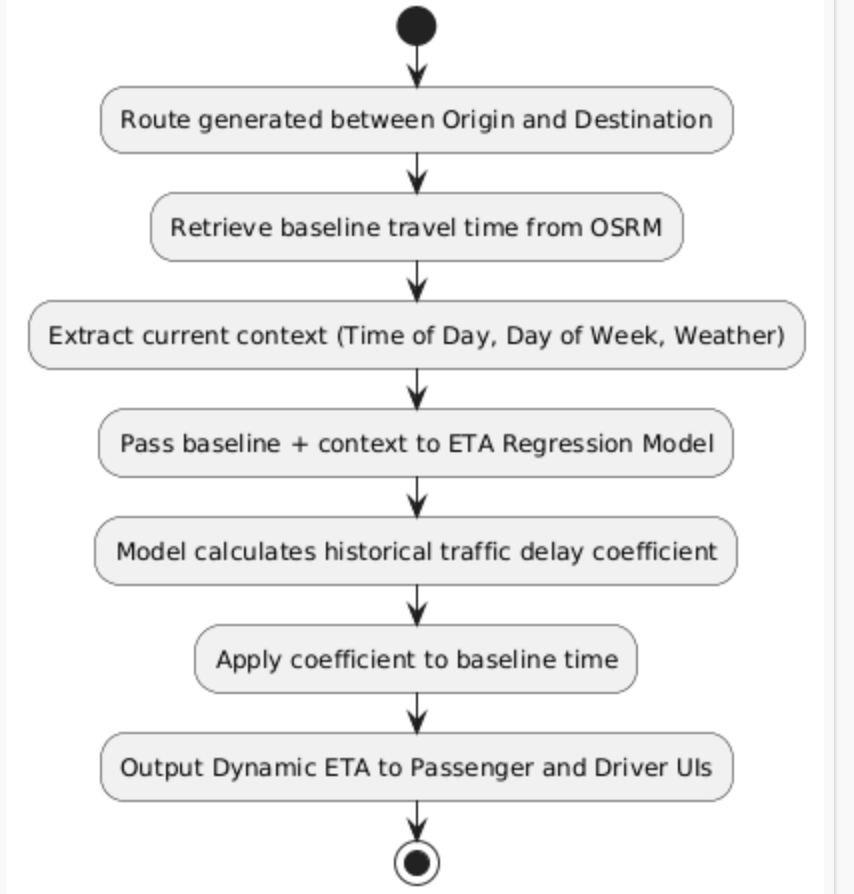 Route generated between Origin and Destination
Retrieve baseline travel time from OSRM
Extract current context (Time of Day, Day of Week, Weather)
Pass baseline + context to ETA Regression Model
Model calculates historical traffic delay coefficient
Apply coefficient to baseline time
Output Dynamic ETA to Passenger and Driver UIs